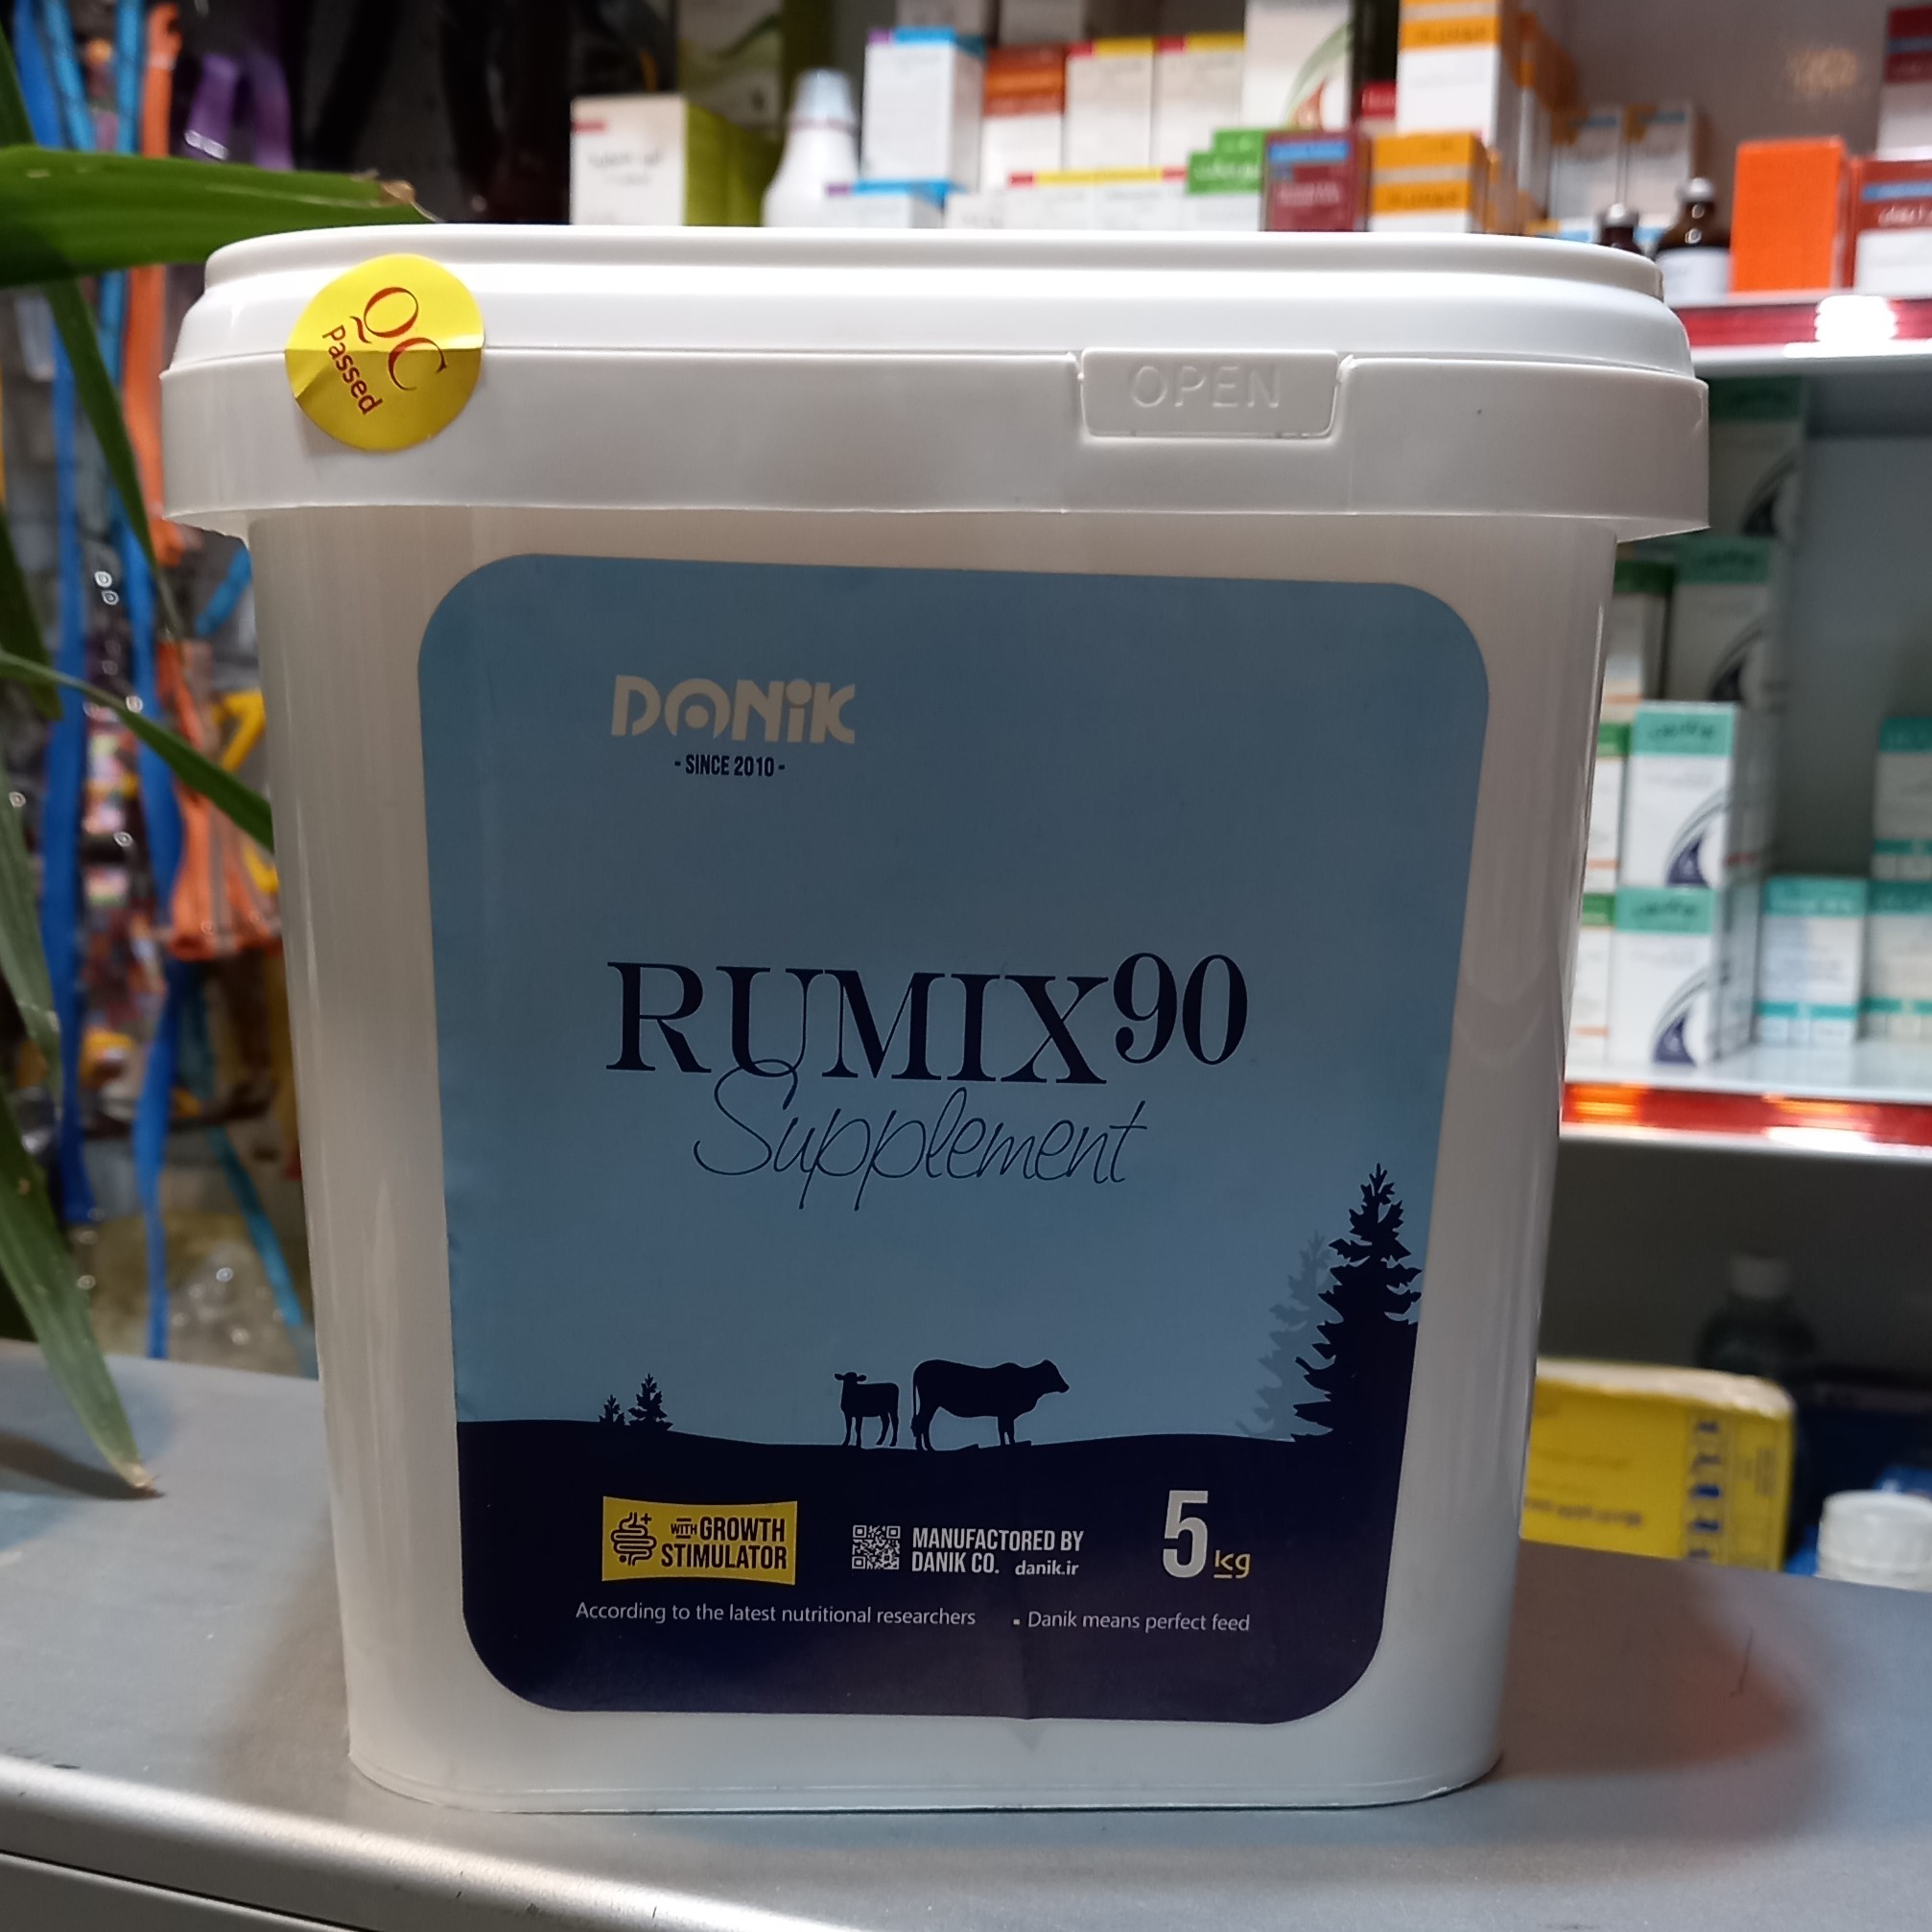 QC
Passed
OPEN
DANiK
- SINCE 2010 -
RUMIX90
Supplement
WITH GROWTH
STIMULATOR
MANUFACTORED BY
DANIK CO. danik.ir
5 kg
According to the latest nutritional researchers
- Danik means perfect feed